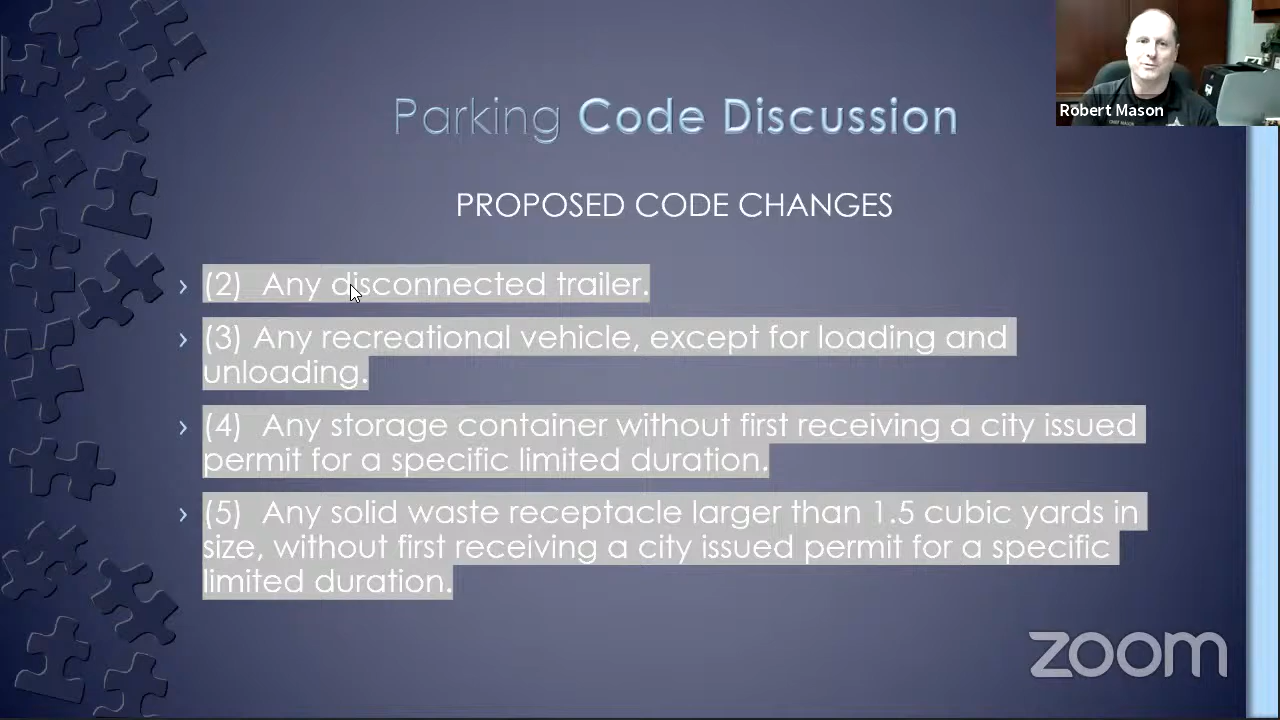 Robert Mason
Parking Code Discussion
PROPOSED CODE CHANGES
› (2) Any disconnected trailer.
› (3) Any recreational vehicle, except for loading and
unloading.
› (4) Any storage container without first receiving a city issued
permit for a specific limited duration.
› (5) Any solid waste receptacle larger than 1.5 cubic yards in
size, without first receiving a city issued permit for a specific
limited duration.
zoom